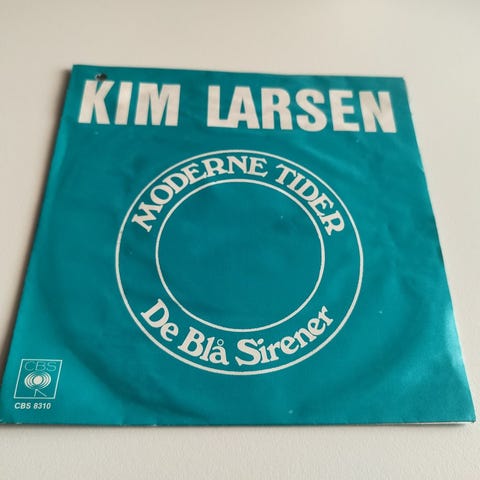 KIM LARSEN
MODERNE TIDER
De Blå Sirener
CBS
CBS 8310